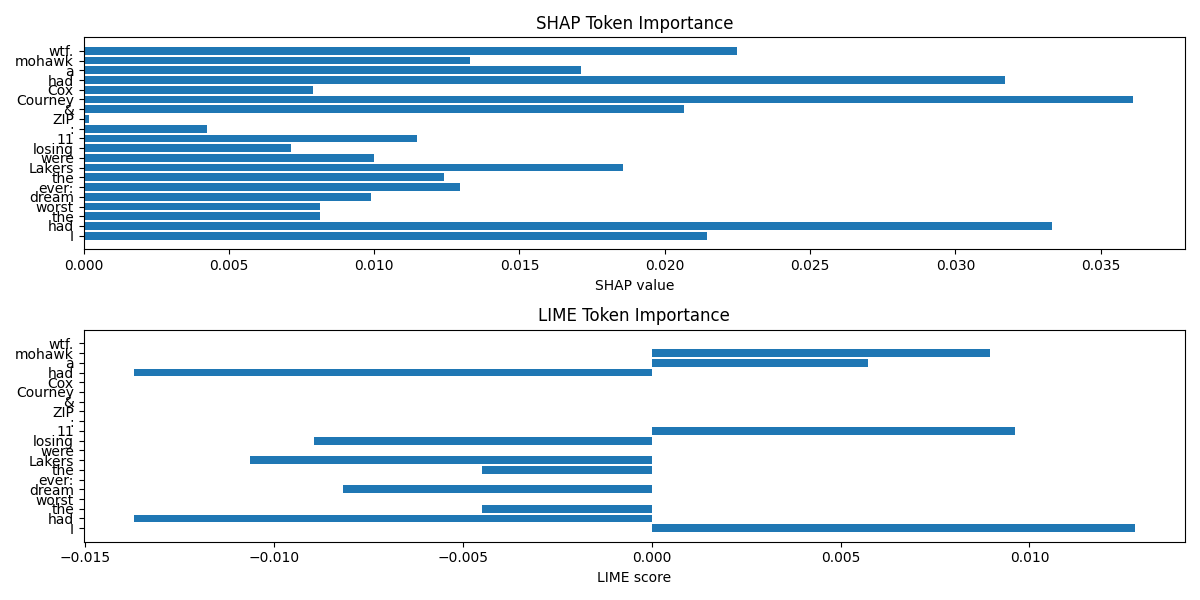 SHAP Token Importance
wtf.
mohawk
a
had
Cox
Courney
&
ZIP
:
11
losing
were
Lakers
the
ever:
dream
worst
the
had
I
0.000 0.005 0.010 0.015 0.020 0.025 0.030 0.035
SHAP value
LIME Token Importance
wtf.
mohawk
a
had
Cox
Courney
&
ZIP
:
11
losing
were
Lakers
the
ever:
dream
worst
the
had
I
−0.015 −0.010 −0.005 0.000 0.005 0.010
LIME score